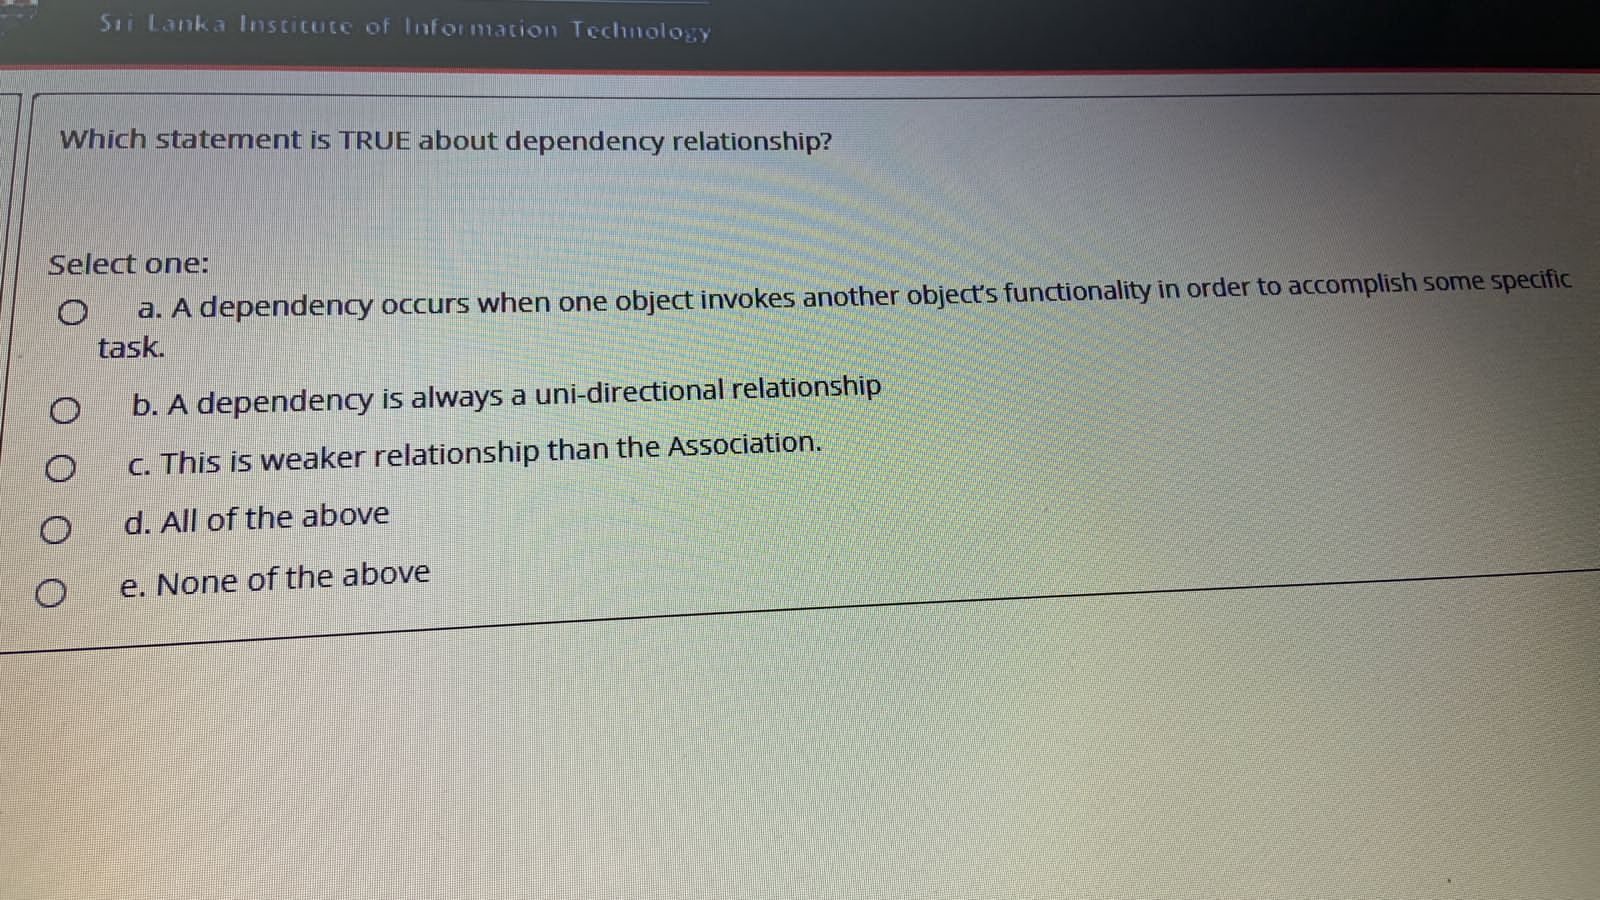 Sri Lanka Institute of Information Technology
Which statement is TRUE about dependency relationship?
Select one:
a. A dependency occurs when one object invokes another object's functionality in order to accomplish some specific
task.
b. A dependency is always a uni-directional relationship
c. This is weaker relationship than the Association.
d. All of the above
e. None of the above